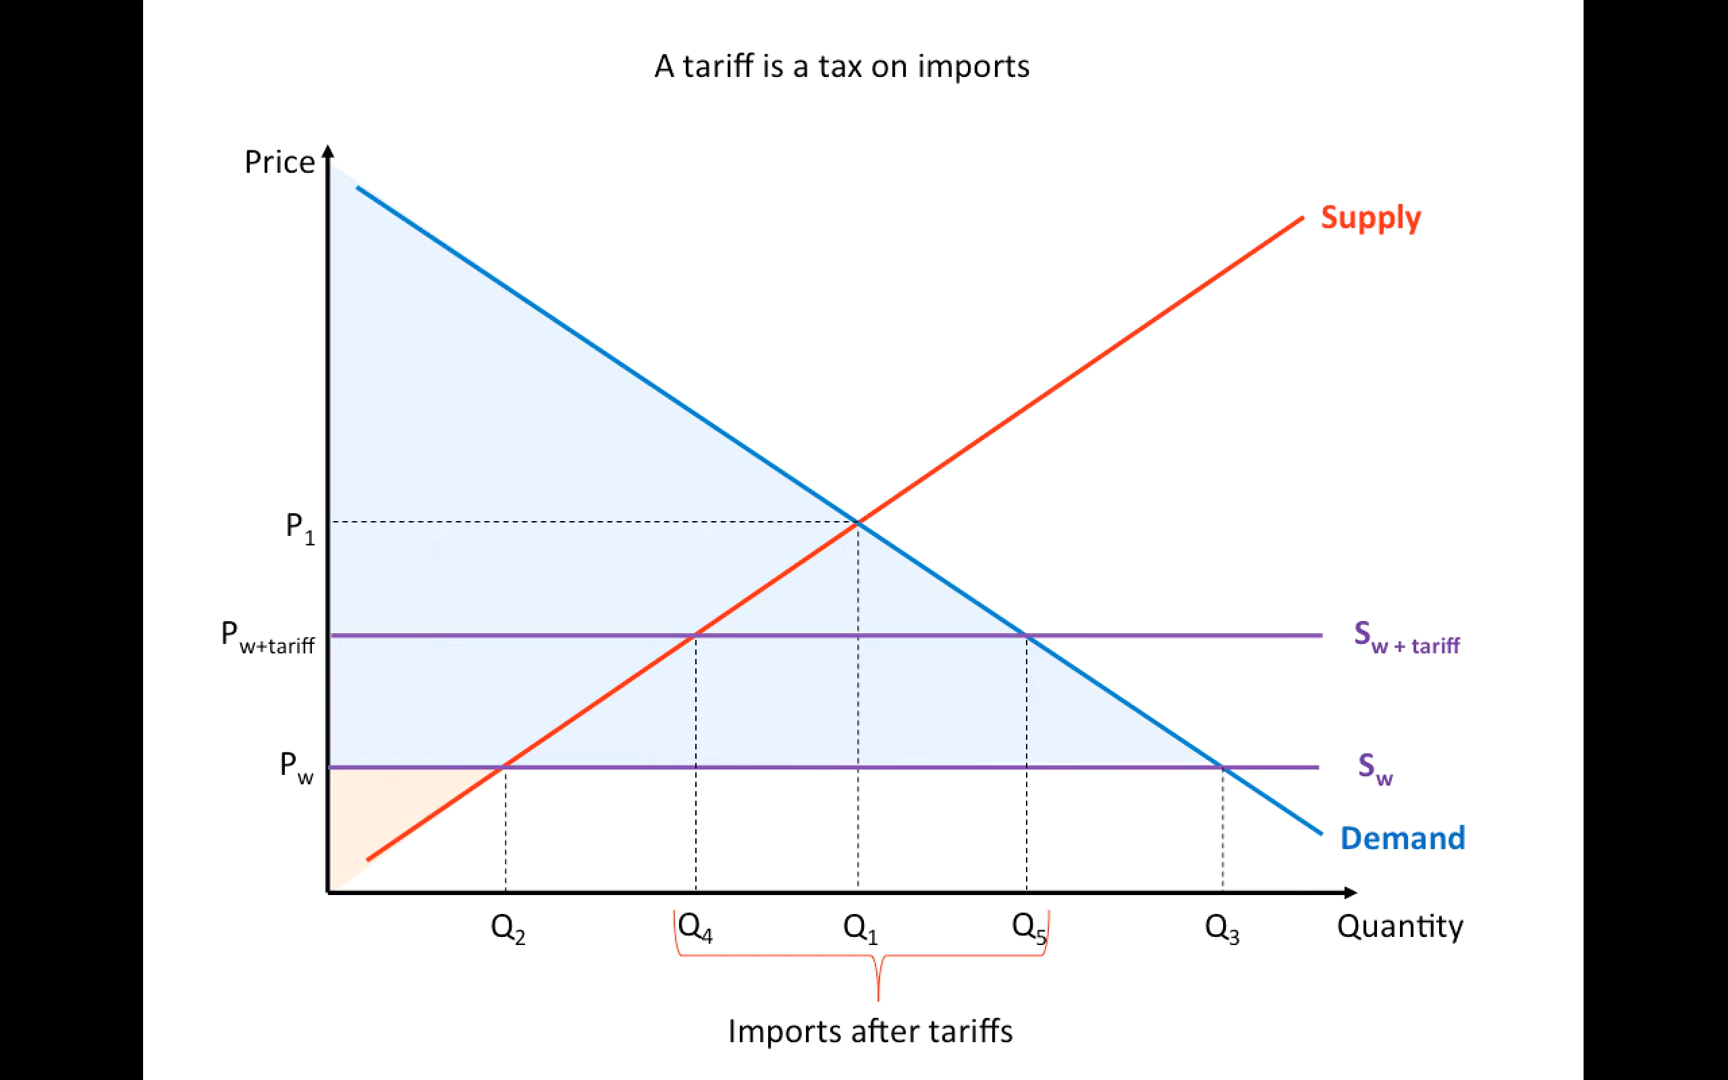 A tariff is a tax on imports
Price
Supply
P1
Pw+tariff
Sw + tariff
Pw
Sw
Demand
Q2 Q4 Q1 Q5 Q3 Quantity
Imports after tariffs